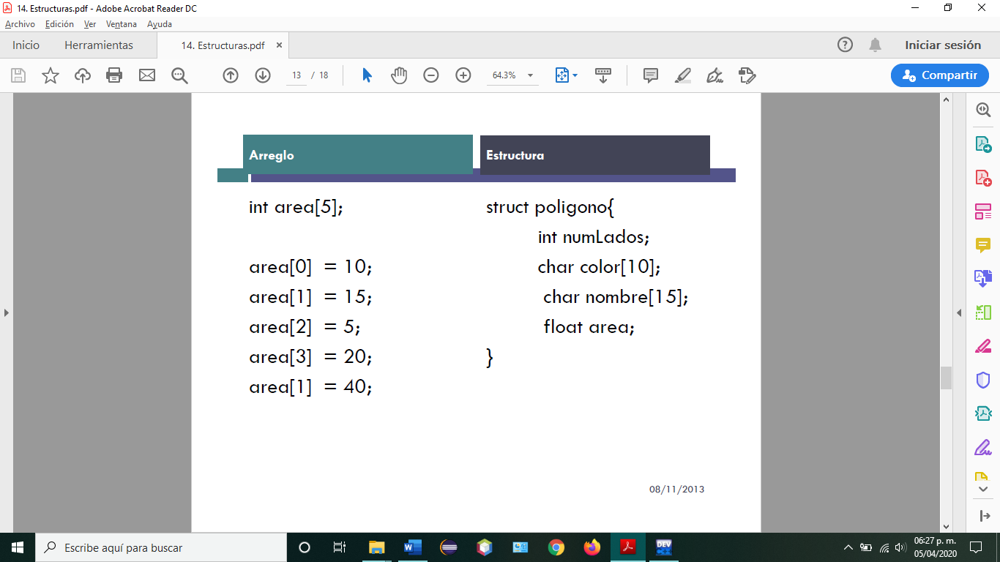 14. Estructuras.pdf - Adobe Acrobat Reader DC
Archivo Edición Ver Ventana Ayuda
Inicio Herramientas 14. Estructuras.pdf × Iniciar sesión
13 / 18 64.3% Compartir
Arreglo
int area[5];
area[0] = 10;
area[1] = 15;
area[2] = 5;
area[3] = 20;
area[1] = 40;
Estructura
struct poligono{
int numLados;
char color[10];
char nombre[15];
float area;
}
08/11/2013
Escribe aquí para buscar
DEV C++
06:27 p. m.
05/04/2020